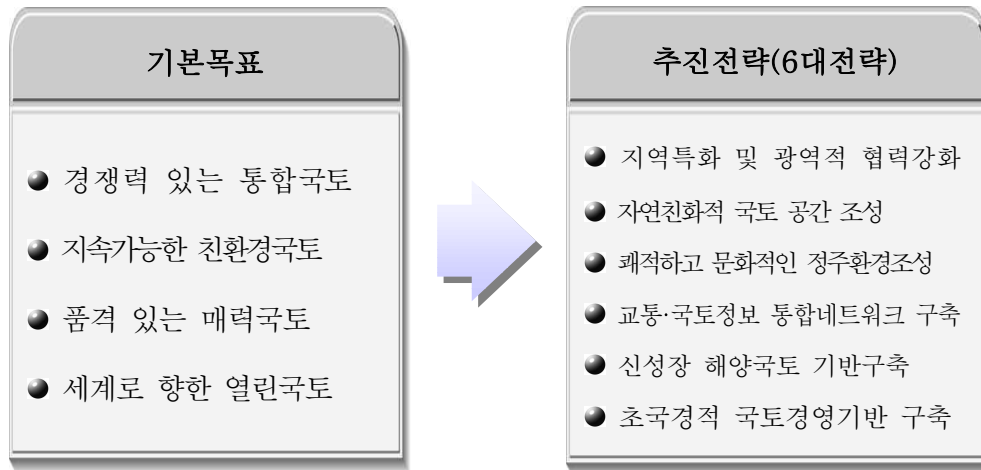 기본목표
● 경쟁력 있는 통합국토
● 지속가능한 친환경국토
● 품격 있는 매력국토
● 세계로 향한 열린국토
추진전략(6대전략)
● 지역특화 및 광역적 협력강화
● 자연친화적 국토 공간 조성
● 쾌적하고 문화적인 정주환경조성
● 교통·국토정보 통합네트워크 구축
● 신성장 해양국토 기반구축
● 초국경적 국토경영기반 구축